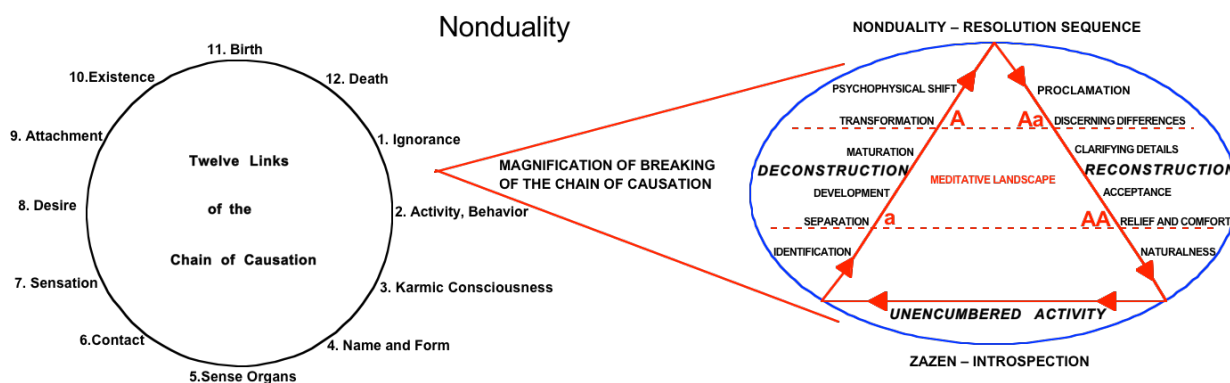 Nonduality
11. Birth
10.Existence
12. Death
9. Attachment
1. Ignorance
Twelve Links
of the
Chain of Causation
8. Desire
2. Activity, Behavior
7. Sensation
3. Karmic Consciousness
6.Contact
4. Name and Form
5.Sense Organs
MAGNIFICATION OF BREAKING
OF THE CHAIN OF CAUSATION
NONDUALITY – RESOLUTION SEQUENCE
PSYCHOPHYSICAL SHIFT
PROCLAMATION
TRANSFORMATION
A
Aa
DISCERNING DIFFERENCES
MATURATION
CLARIFYING DETAILS
DECONSTRUCTION
RECONSTRUCTION
MEDITATIVE LANDSCAPE
DEVELOPMENT
ACCEPTANCE
SEPARATION
a
AA
RELIEF AND COMFORT
IDENTIFICATION
NATURALNESS
UNENCUMBERED ACTIVITY
ZAZEN – INTROSPECTION